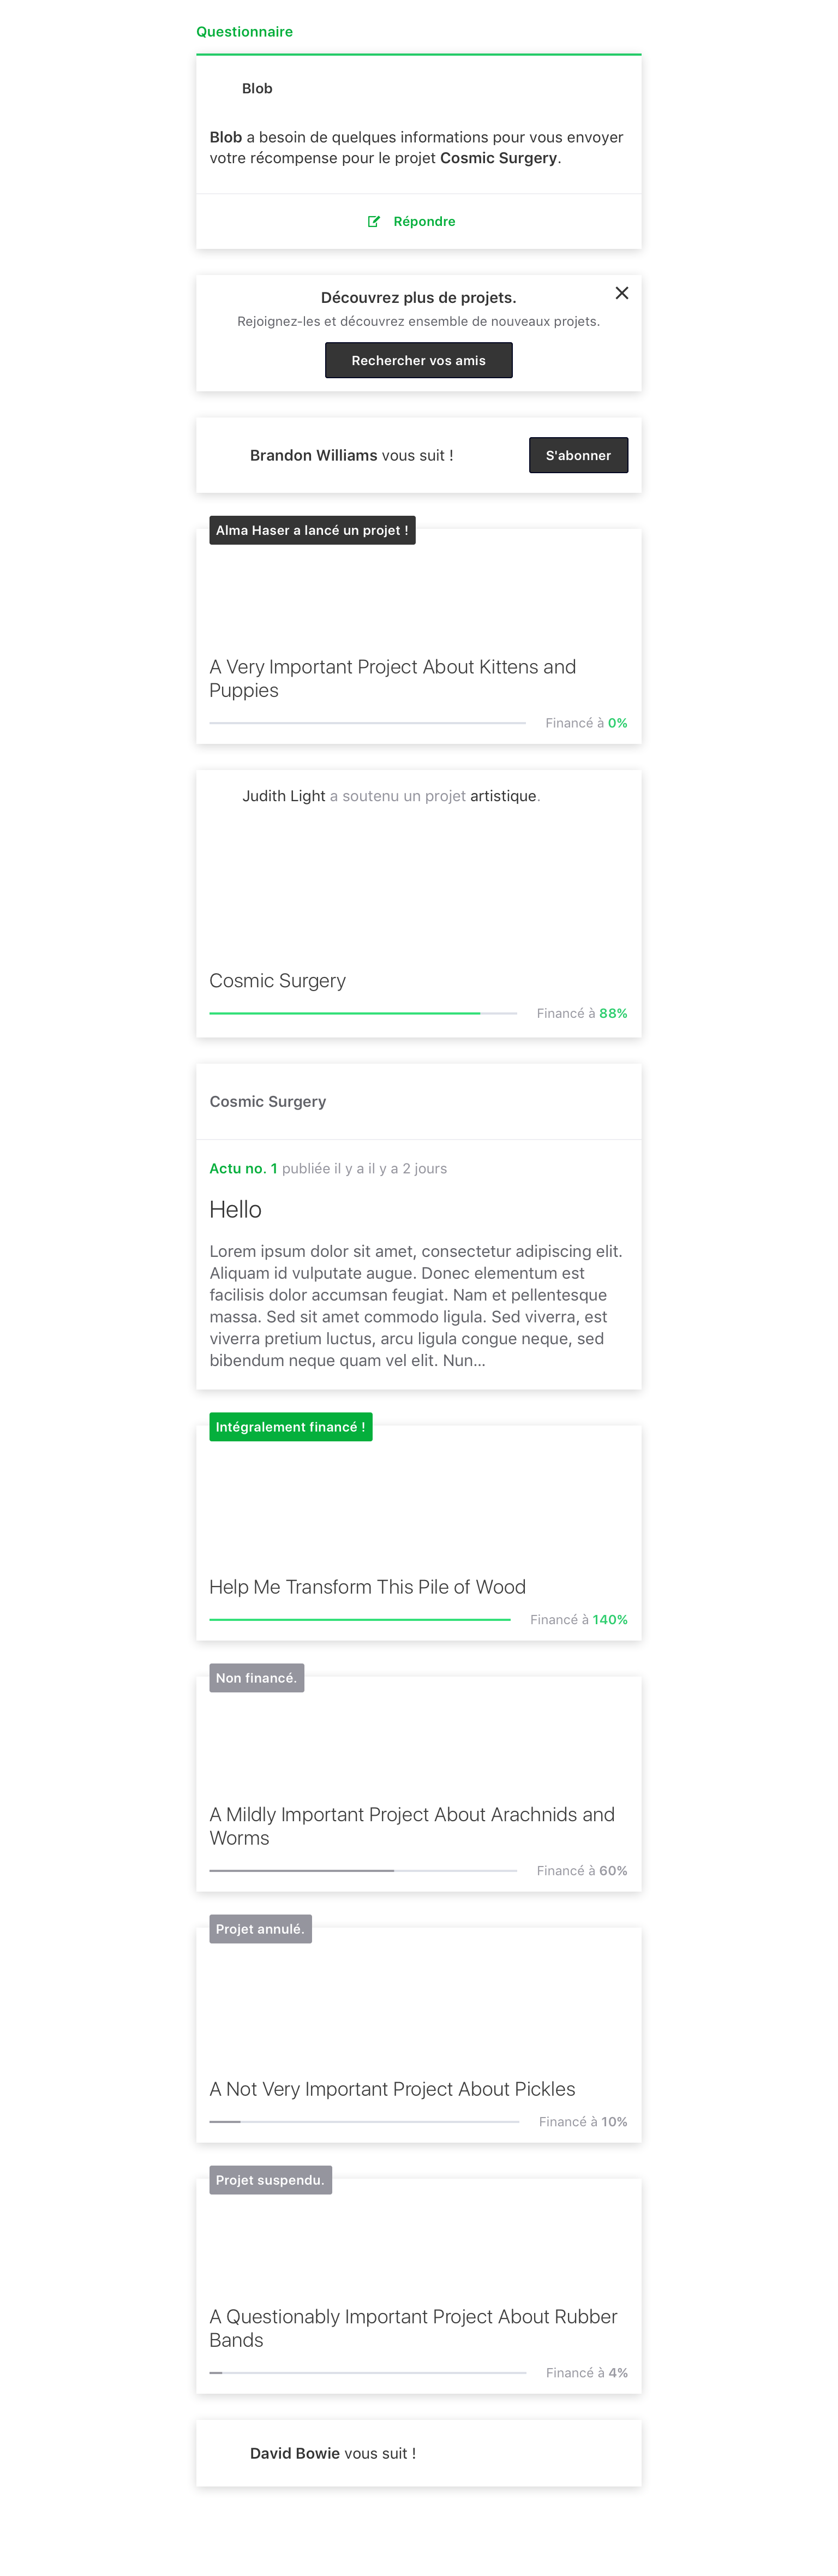 Questionnaire
Blob
Blob a besoin de quelques informations pour vous envoyer
votre récompense pour le projet Cosmic Surgery.
Répondre
Découvrez plus de projets.
Rejoignez-les et découvrez ensemble de nouveaux projets.
Rechercher vos amis
Brandon Williams vous suit !
S'abonner
Alma Haser a lancé un projet !
A Very Important Project About Kittens and
Puppies
Financé à 0%
Judith Light a soutenu un projet artistique.
Cosmic Surgery
Financé à 88%
Cosmic Surgery
Actu no. 1 publiée il y a il y a 2 jours
Hello
Lorem ipsum dolor sit amet, consectetur adipiscing elit.
Aliquam id vulputate augue. Donec elementum est
facilisis dolor accumsan feugiat. Nam et pellentesque
massa. Sed sit amet commodo ligula. Sed viverra, est
viverra pretium luctus, arcu ligula congue neque, sed
bibendum neque quam vel elit. Nun...
Intégralement financé !
Help Me Transform This Pile of Wood
Financé à 140%
Non financé.
A Mildly Important Project About Arachnids and
Worms
Financé à 60%
Projet annulé.
A Not Very Important Project About Pickles
Financé à 10%
Projet suspendu.
A Questionably Important Project About Rubber
Bands
Financé à 4%
David Bowie vous suit !